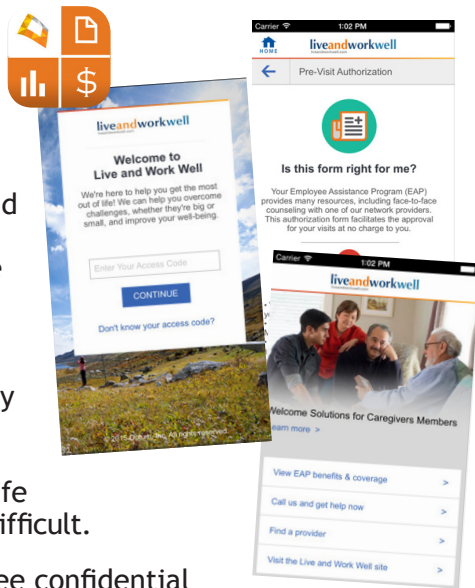 $
liveandworkwell
Welcome to
Live and Work Well
We're here to help you get the most
out of life! We can help you overcome
challenges, whether they're big or
small, and improve your well-being.
Enter Your Access Code
CONTINUE
Don't know your access code?
Carrier 1:02 PM
HOME
liveandworkwell
Pre-Visit Authorization
Is this form right for me?
Your Employee Assistance Program (EAP)
provides many resources, including face-to-face
counseling with one of our network providers.
This authorization form facilitates the approval
for your visits at no charge to you.
Carrier 1:02 PM
liveandworkwell
Welcome Solutions for Caregivers Members
Learn more >
View EAP benefits & coverage >
Call us and get help now >
Find a provider >
Visit the Live and Work Well site >
ifficult.
ee confidential